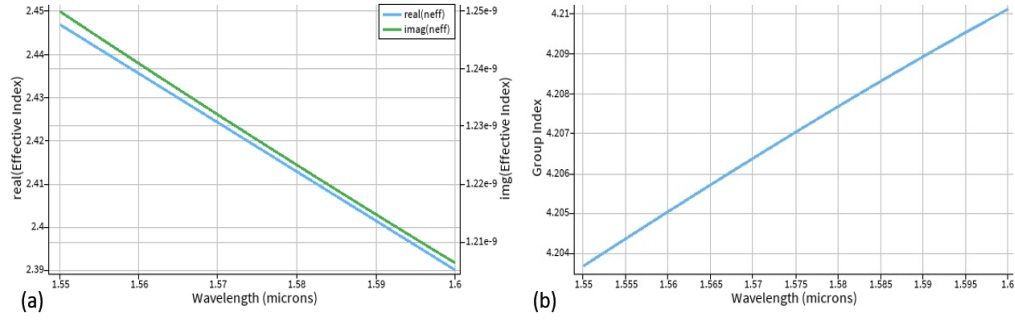 2.45
2.44
2.43
2.42
2.41
2.4
2.39
real(Effective Index)
1.55
1.56
1.57
1.58
1.59
1.6
Wavelength (microns)
real(neff)
imag(neff)
1.25e-9
1.24e-9
1.23e-9
1.22e-9
1.21e-9
img(Effective Index)
(a)
4.21
4.209
4.208
4.207
4.206
4.205
4.204
Group Index
1.55
1.555
1.56
1.565
1.57
1.575
1.58
1.585
1.59
1.595
1.6
Wavelength (microns)
(b)